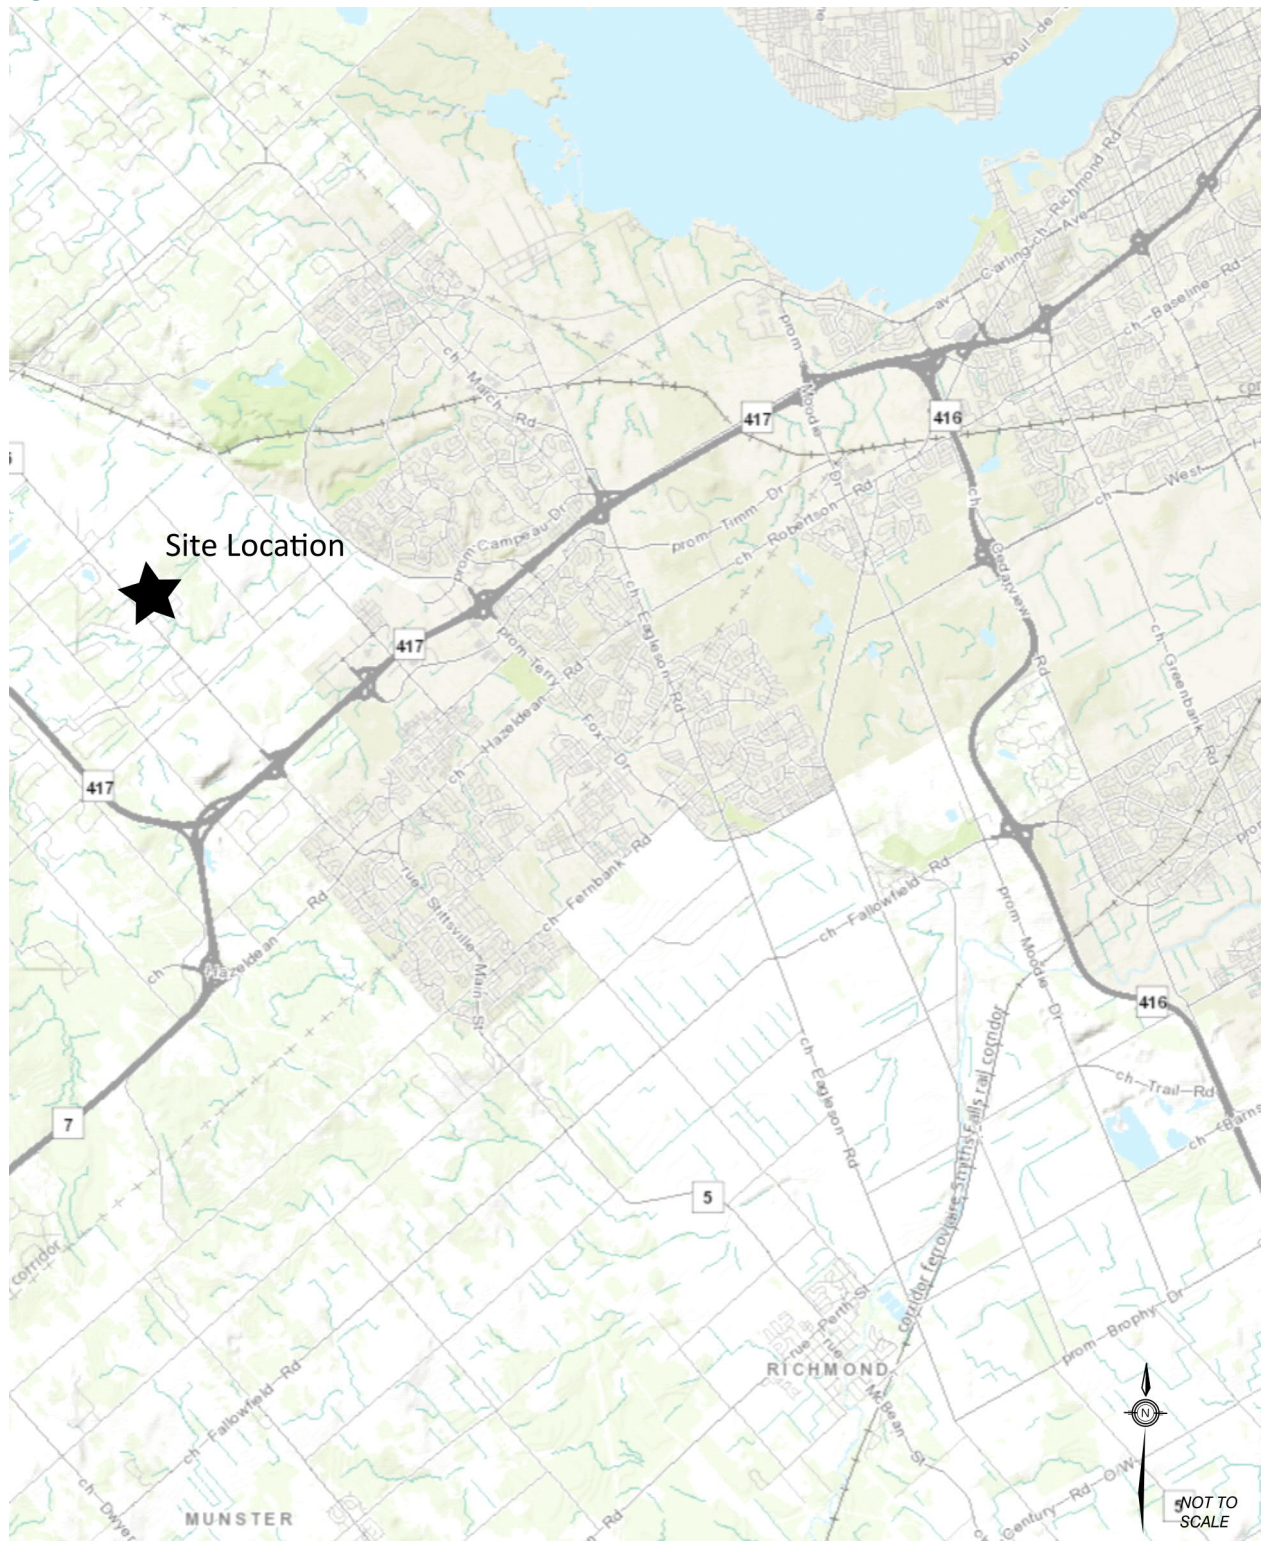 boul-de
ch-Richmond-Rd
av
Carling-Ave
ch-Baseline-Rd
prom-
Moodie-Dr
ch-March-Rd
417
416
ch-West
Site Location
prom-Campeau-Dr
prom-Timm-Dr
ch-Robertson-Rd
ch-Cedarview-Rd
ch-Eagleson-Rd
417
prom-Terry-
Fox-Dr
ch-Hazeldean-Rd
ch-Greenbank-Rd
417
ch-Fallowfield-Rd
ch-Fernbank-Rd
rue-Stittsville-Main-St
ch-Hazeldean Rd
prom-Moodie-Dr
416
ch-Eagleson-Rd
ch-Trail-Rd
7
corridor
5
corridor ferroviaire Smiths Falls rail corridor
rue-Perth-St
prom-Brophy-Dr
RICHMOND
rue
McBean-St
ch-Fallowfield-Rd
ch-Dwyer
MUNSTER
Rd
Century-Rd-O/W
5
NOT TO
SCALE
N